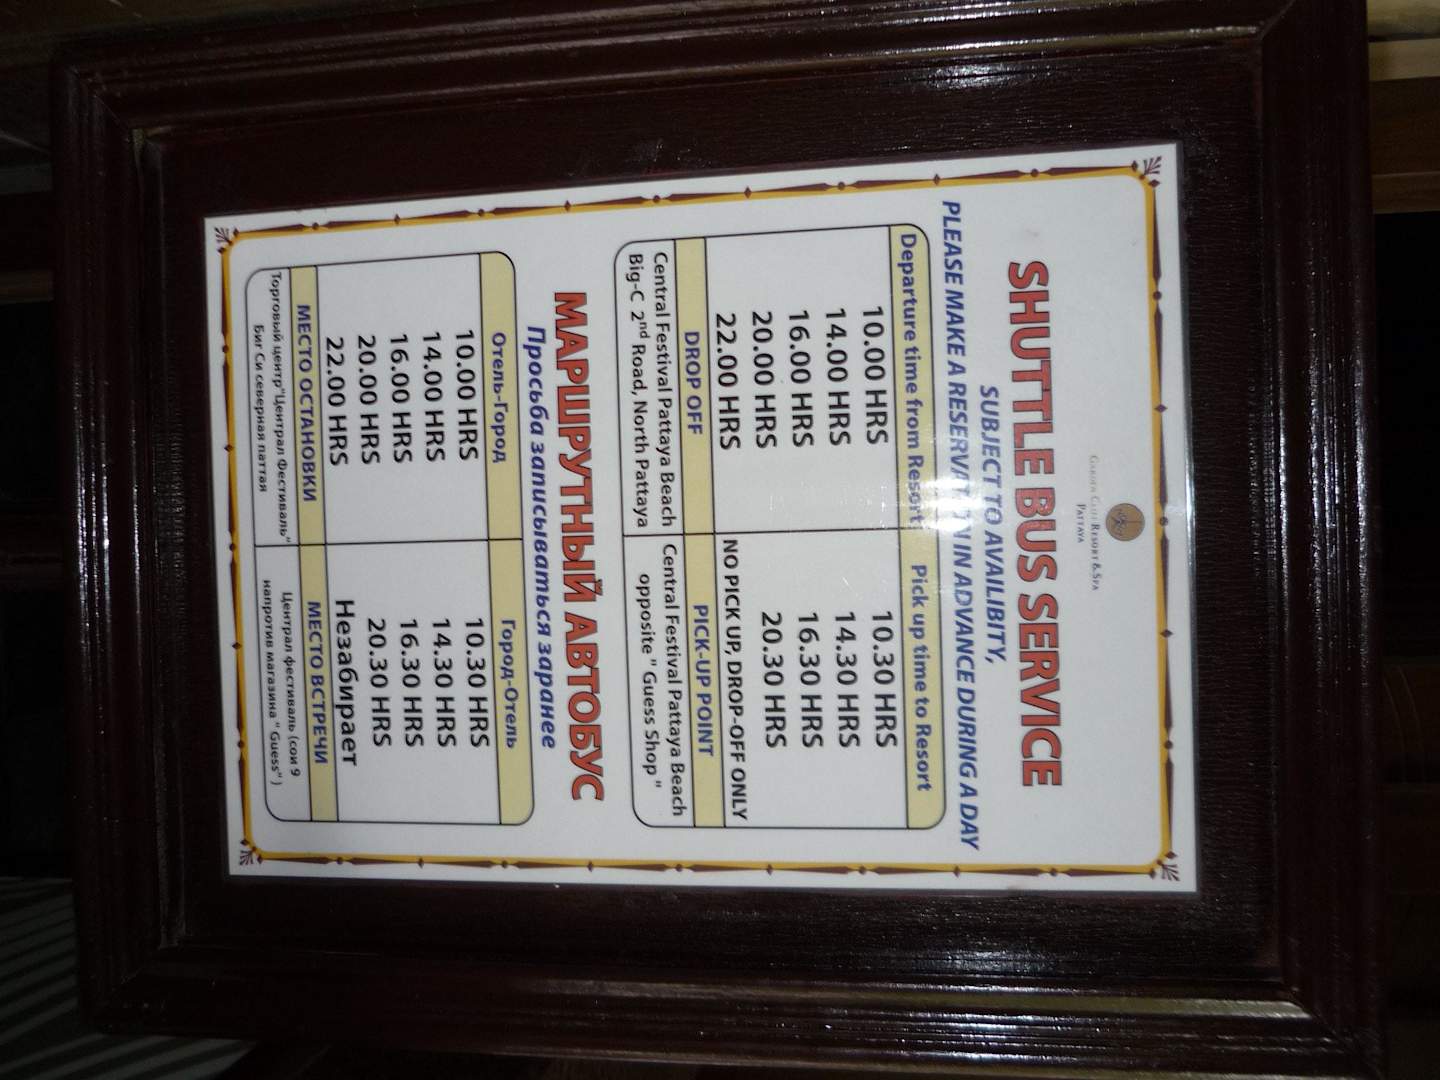 GARDEN CLIFF RESORT & SPA
PATTAYA
SHUTTLE BUS SERVICE
SUBJECT TO AVAILIBITY,
PLEASE MAKE A RESERVATION IN ADVANCE DURING A DAY
Departure time from Resort Pick up time to Resort
10.00 HRS 10.30 HRS
14.00 HRS 14.30 HRS
16.00 HRS 16.30 HRS
20.00 HRS 20.30 HRS
22.00 HRS NO PICK UP, DROP-OFF ONLY
DROP OFF PICK-UP POINT
Central Festival Pattaya Beach Central Festival Pattaya Beach
Big-C 2nd Road, North Pattaya opposite " Guess Shop "
МАРШРУТНЫЙ АВТОБУС
Просьба записываться заранее
Отель-Город Город-Отель
10.00 HRS 10.30 HRS
14.00 HRS 14.30 HRS
16.00 HRS 16.30 HRS
20.00 HRS 20.30 HRS
22.00 HRS Незабирает
МЕСТО ОСТАНОВКИ МЕСТО ВСТРЕЧИ
Торговый центр"Централ Фестиваль" Централ фестиваль (сои 9
Биг Си северная паттая напротив магазина " Guess")